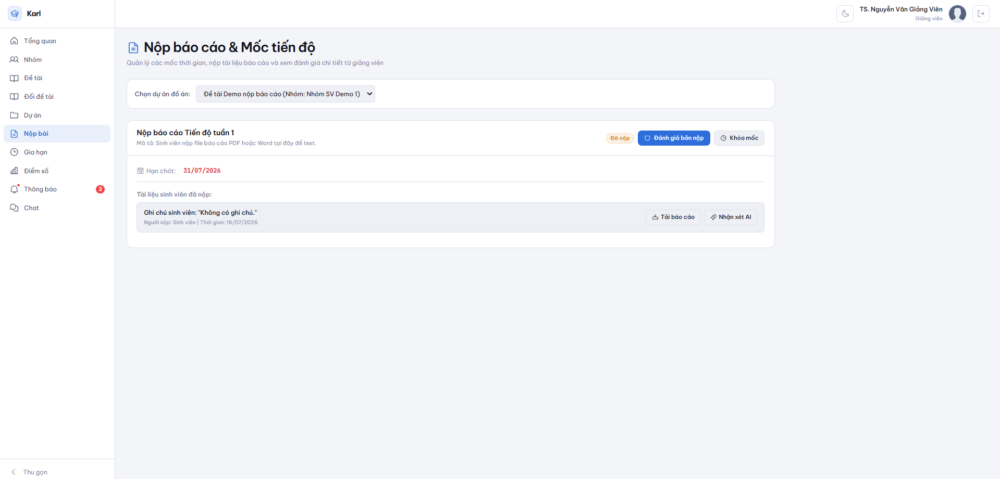 Karl
TS. Nguyễn Văn Giảng Viên
Giảng viên
Tổng quan
Nhóm
Đề tài
Đổi đề tài
Dự án
Nộp bài
Gia hạn
Điểm số
Thông báo 2
Chat
Thu gọn
Nộp báo cáo & Mốc tiến độ
Quản lý các mốc thời gian, nộp tài liệu báo cáo và xem đánh giá chi tiết từ giảng viên
Chọn dự án đồ án: Đề tài Demo nộp báo cáo (Nhóm: Nhóm SV Demo 1)
Nộp báo cáo Tiến độ tuần 1
Mô tả: Sinh viên nộp file báo cáo PDF hoặc Word tại đây để test.
Đã nộp Đánh giá bản nộp Khóa mốc
Hạn chót: 31/07/2026
Tài liệu sinh viên đã nộp:
Ghi chú sinh viên: "Không có ghi chú."
Người nộp: Sinh viên | Thời gian: 16/07/2026
Tải báo cáo Nhận xét AI